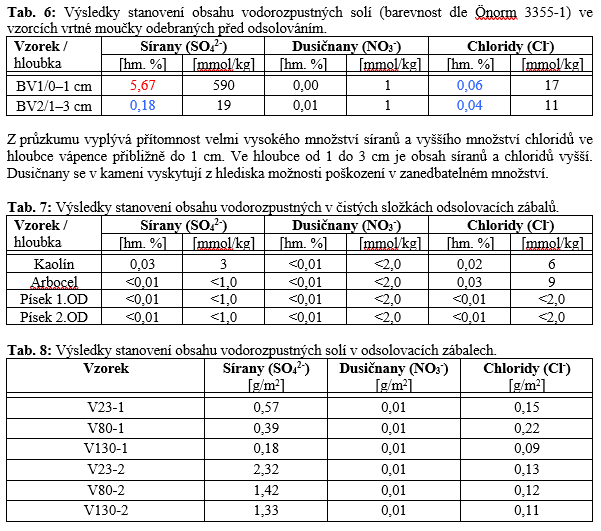 Tab. 6: Výsledky stanovení obsahu vodorozpustných solí (barevnost dle Önorm 3355-1) ve
vzorcích vrtné moučky odebraných před odsolováním.
Vzorek / hloubka Sírany (SO₄²⁻) Dusičnany (NO₃⁻) Chloridy (Cl⁻)
[hm. %] [mmol/kg] [hm. %] [mmol/kg] [hm. %] [mmol/kg]
BV1/0–1 cm 5,67 590 0,00 1 0,06 17
BV2/1–3 cm 0,18 19 0,01 1 0,04 11
Z průzkumu vyplývá přítomnost velmi vysokého množství síranů a vyššího množství chloridů ve
hloubce vápence přibližně do 1 cm. Ve hloubce od 1 do 3 cm je obsah síranů a chloridů vyšší.
Dusičnany se v kameni vyskytují z hlediska možnosti poškození v zanedbatelném množství.
Tab. 7: Výsledky stanovení obsahu vodorozpustných v čistých složkách odsolovacích zábalů.
Vzorek / hloubka Sírany (SO₄²⁻) Dusičnany (NO₃⁻) Chloridy (Cl⁻)
[hm. %] [mmol/kg] [hm. %] [mmol/kg] [hm. %] [mmol/kg]
Kaolín 0,03 3 <0,01 <2,0 0,02 6
Arbocel <0,01 <1,0 <0,01 <2,0 0,03 9
Písek 1.OD <0,01 <1,0 <0,01 <2,0 <0,01 <2,0
Písek 2.OD <0,01 <1,0 <0,01 <2,0 <0,01 <2,0
Tab. 8: Výsledky stanovení obsahu vodorozpustných solí v odsolovacích zábalech.
Vzorek Sírany (SO₄²⁻) Dusičnany (NO₃⁻) Chloridy (Cl⁻)
[g/m²] [g/m²] [g/m²]
V23-1 0,57 0,01 0,15
V80-1 0,39 0,01 0,22
V130-1 0,18 0,01 0,09
V23-2 2,32 0,01 0,13
V80-2 1,42 0,01 0,12
V130-2 1,33 0,01 0,11